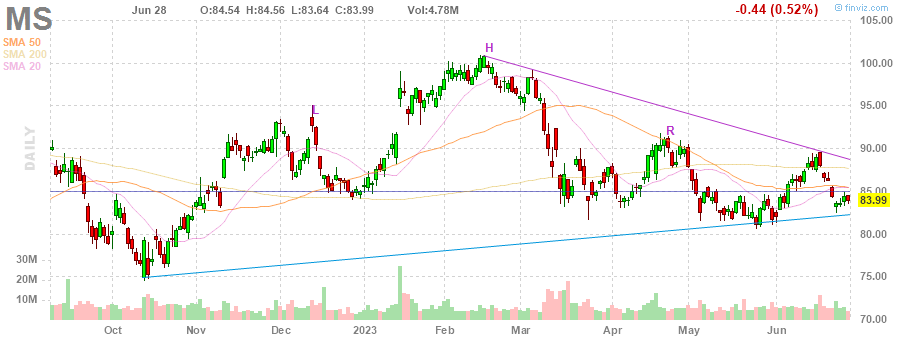 MS Jun 28 O:84.54 H:84.56 L:83.64 C:83.99 Vol:4.78M -0.44 (0.52%) finviz.com
SMA 50
SMA 200
SMA 20
DAILY
L
H
R
105.00
100.00
95.00
90.00
85.00
83.99
80.00
75.00
70.00
30M
20M
10M
Oct Nov Dec 2023 Feb Mar Apr May Jun